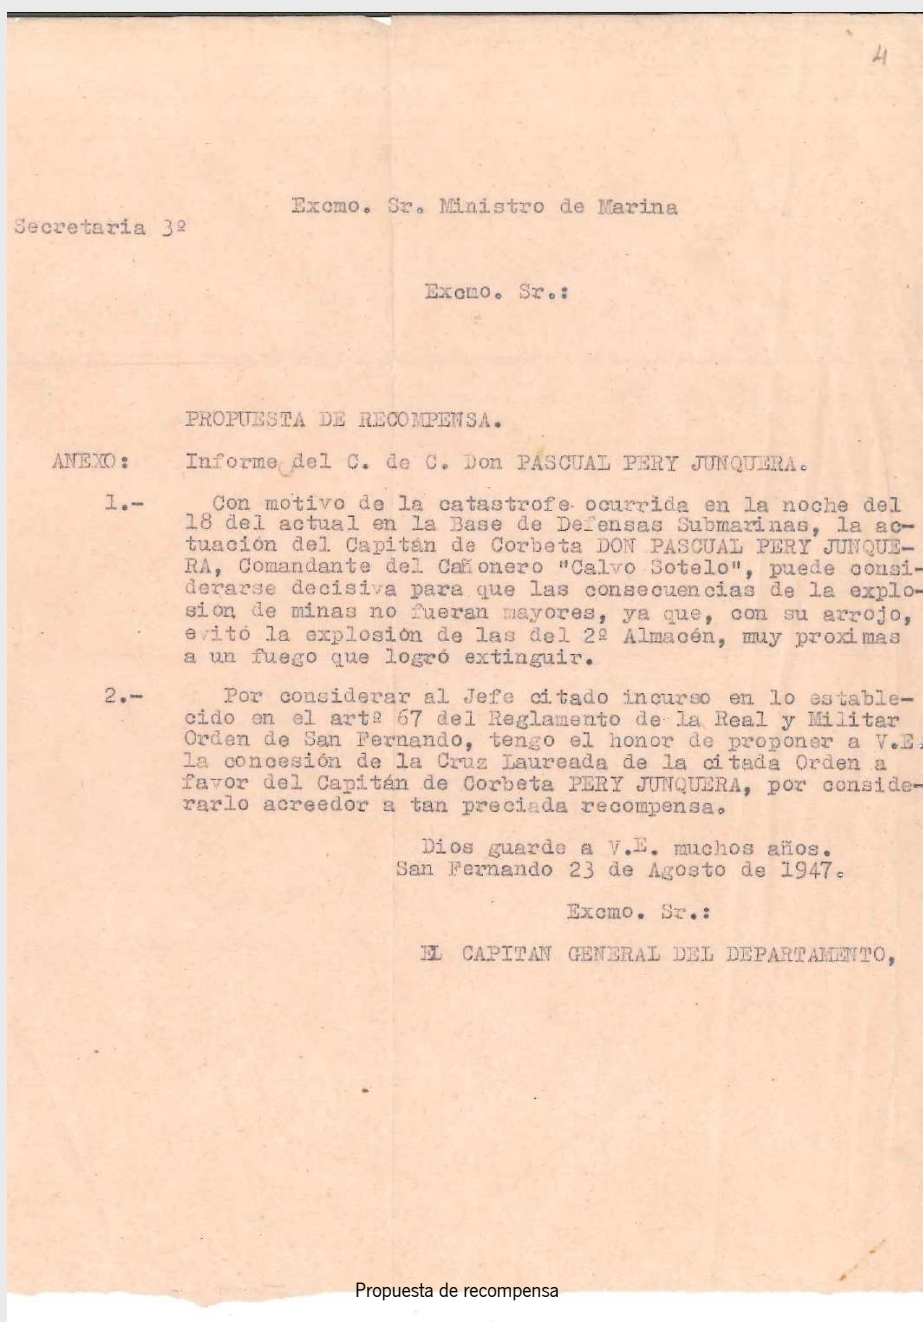 4
Excmo. Sr. Ministro de Marina
Secretaria 3º
Excmo. Sr.:
PROPUESTA DE RECOMPENSA.
ANEXO: Informe del C. de C. Don PASCUAL PERY JUNQUERA.
1.- Con motivo de la catastrofe ocurrida en la noche del
18 del actual en la Base de Defensas Submarinas, la ac-
tuación del Capitán de Corbeta DON PASCUAL PERY JUNQUE-
RA, Comandante del Cañonero "Calvo Sotelo", puede consi-
derarse decisiva para que las consecuencias de la explo-
sión de minas no fueran mayores, ya que, con su arrojo,
evitó la explosión de las del 2º Almacén, muy proximas
a un fuego que logró extinguir.
2.- Por considerar al Jefe citado incurso en lo estable-
cido en el artº 67 del Reglamento de la Real y Militar
Orden de San Fernando, tengo el honor de proponer a V.E.
la concesión de la Cruz Laureada de la citada Orden a
favor del Capitán de Corbeta PERY JUNQUERA, por conside-
rarlo acreedor a tan preciada recompensa.
Dios guarde a V.E. muchos años.
San Fernando 23 de Agosto de 1947.
Excmo. Sr.:
EL CAPITAN GENERAL DEL DEPARTAMENTO,
Propuesta de recompensa